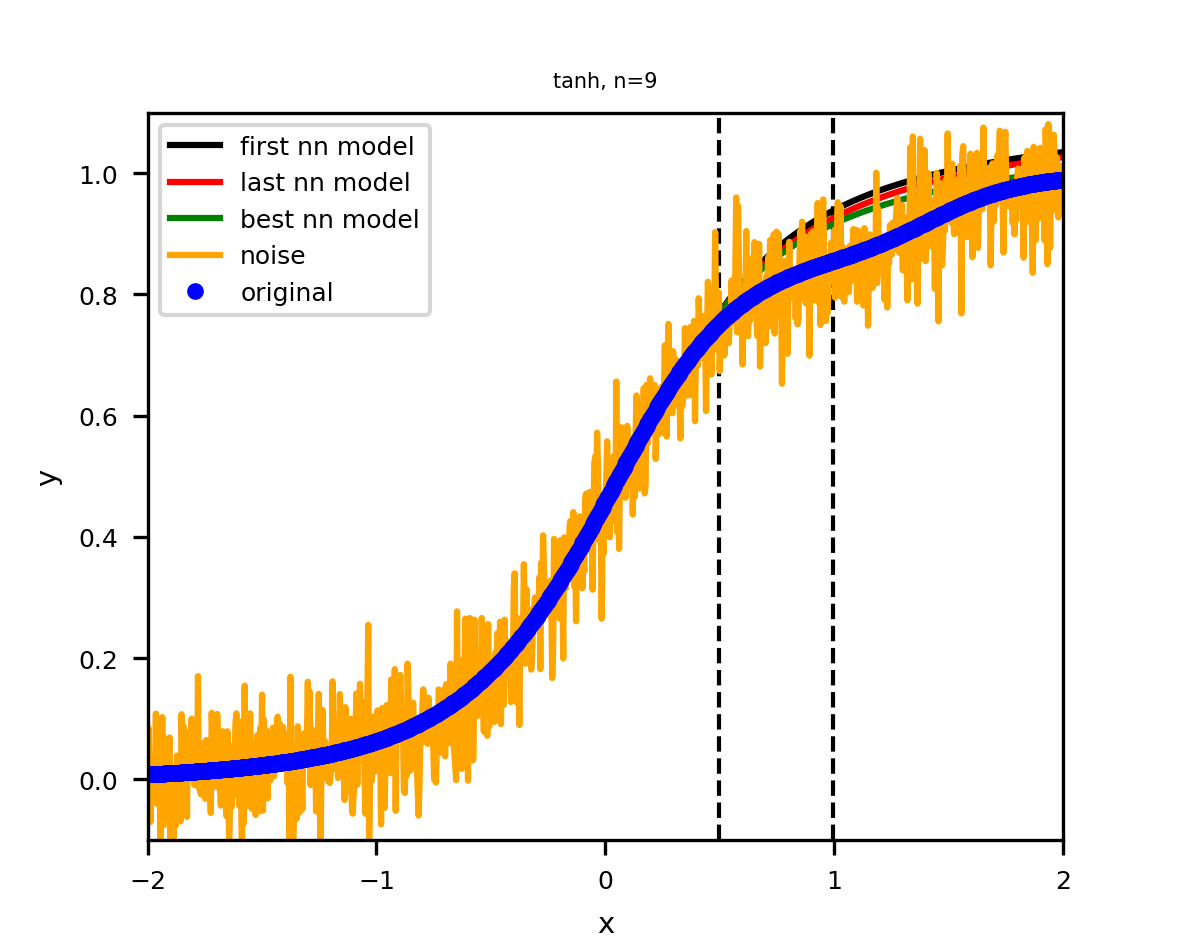 tanh, n=9
first nn model
last nn model
best nn model
noise
original
1.0
0.8
0.6
0.4
0.2
0.0
y
−2
−1
0
1
2
x